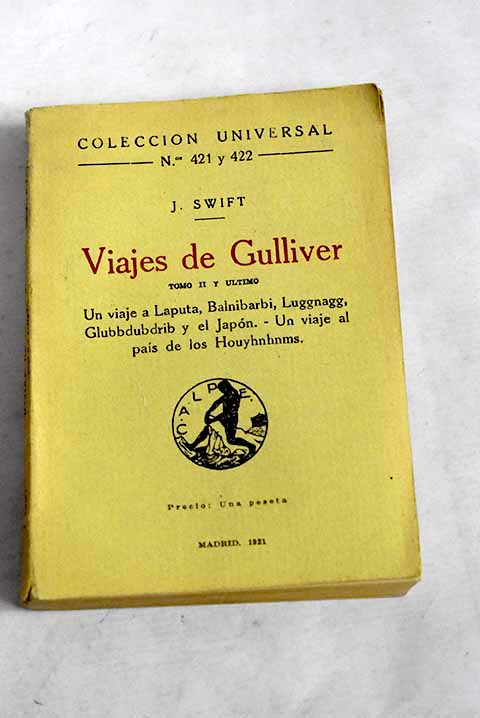 COLECCION UNIVERSAL
N.os 421 y 422
J. SWIFT
Viajes de Gulliver
TOMO II Y ULTIMO
Un viaje a Laputa, Balnibarbi, Luggnagg,
Glubbdubdrib y el Japón. - Un viaje al
país de los Houyhnhnms.
CALPE
Precio: Una peseta
MADRID, 1921